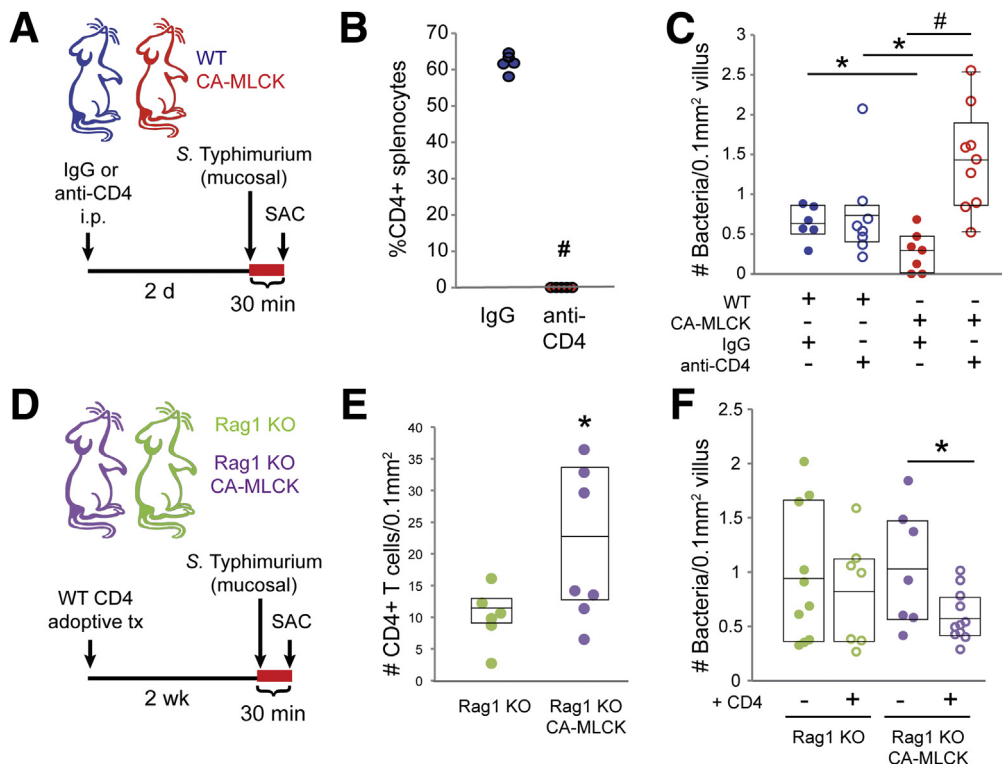 A
WT
CA-MLCK
IgG or
anti-CD4
i.p.
S. Typhimurium
(mucosal)
SAC
2 d
30 min
B
%CD4+ splenocytes
70
60
50
40
30
20
10
0
#
IgG
anti-
CD4
C
# Bacteria/0.1mm² villus
3
2.5
2
1.5
1
0.5
0
#
*
*
WT + + - -
CA-MLCK - - + +
IgG + - + -
anti-CD4 - + - +
D
Rag1 KO
Rag1 KO
CA-MLCK
WT CD4
adoptive tx
S. Typhimurium
(mucosal)
SAC
2 wk
30 min
E
# CD4+ T cells/0.1mm²
40
35
30
25
20
15
10
5
0
*
Rag1 KO
Rag1 KO
CA-MLCK
F
# Bacteria/0.1mm² villus
2.5
2
1.5
1
0.5
0
*
+ CD4 - + - +
Rag1 KO
Rag1 KO
CA-MLCK